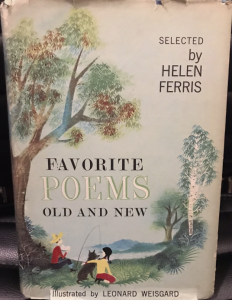 SELECTED
by
HELEN
FERRIS
FAVORITE
POEMS
OLD AND NEW
Illustrated by LEONARD WEISGARD